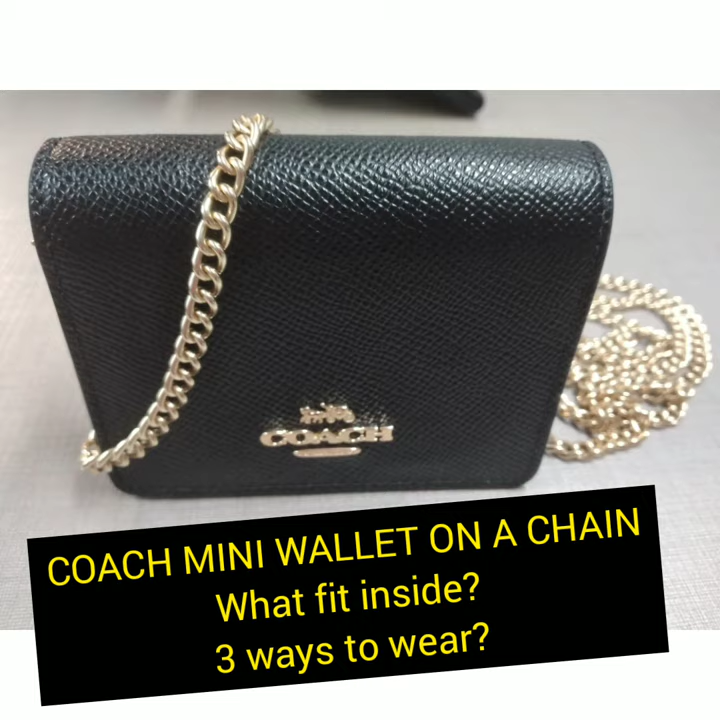 COACH
COACH MINI WALLET ON A CHAIN
What fit inside?
3 ways to wear?